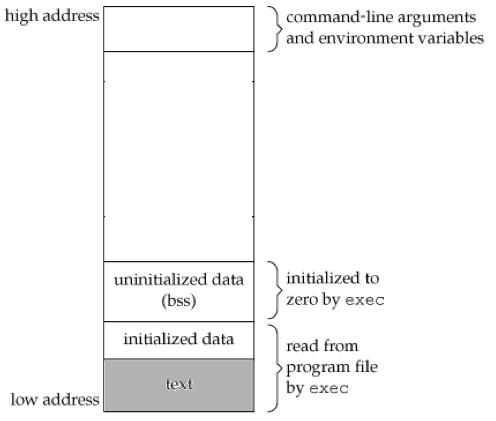 high address
command-line arguments
and environment variables
uninitialized data
(bss)
initialized to
zero by exec
initialized data
read from
program file
by exec
text
low address